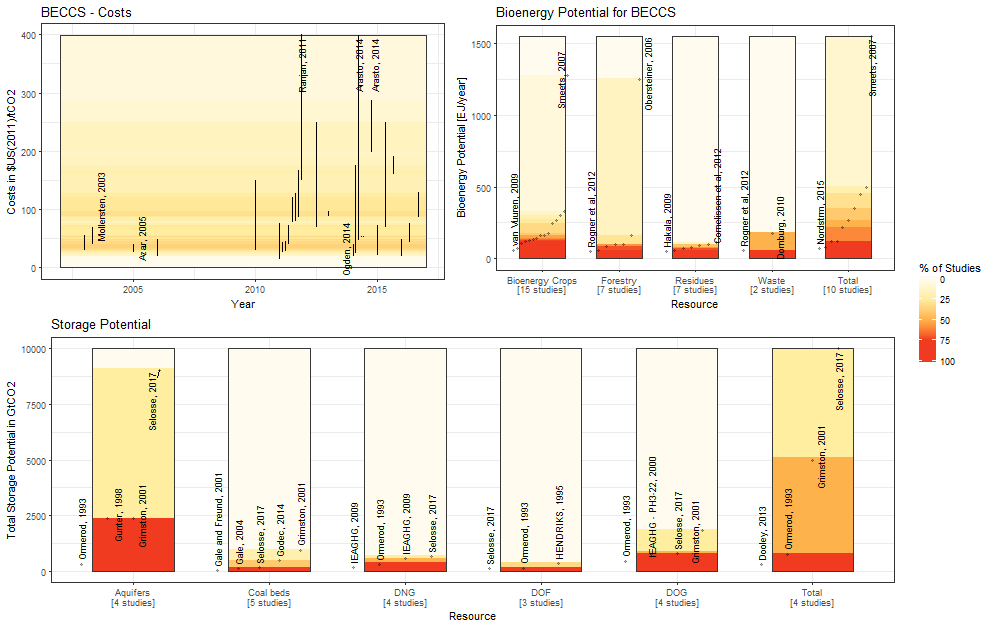 BECCS - Costs
Costs in $US(2011)/tCO2
400
300
200
100
0
Mollersten, 2003
Azar, 2005
Ranjan, 2011
Ogden, 2014
Arasto, 2014
Arasto, 2014
2005
2010
2015
Year
Bioenergy Potential for BECCS
Bioenergy Potential [EJ/year]
1500
1000
500
0
van Vuuren, 2009
Smeets, 2007
Rogner et al, 2012
Obersteiner, 2006
Hakala, 2009
Cornelissen et al, 2012
Rogner et al, 2012
Dornburg, 2010
Nordstrm, 2015
Smeets, 2007
Bioenergy Crops
[15 studies]
Forestry
[7 studies]
Residues
[7 studies]
Waste
[2 studies]
Total
[10 studies]
Resource
% of Studies
0
25
50
75
100
Storage Potential
Total Storage Potential in GtCO2
10000
7500
5000
2500
0
Ormerod, 1993
Gunter, 1998
Grimston, 2001
Selosse, 2017
Gale and Freund, 2001
Gale, 2004
Selosse, 2017
Godec, 2014
Grimston, 2001
IEAGHG, 2009
Ormerod, 1993
IEAGHG, 2009
Selosse, 2017
Selosse, 2017
Ormerod, 1993
HENDRIKS, 1995
Ormerod, 1993
IEAGHG - PH3-22, 2000
Selosse, 2017
Grimston, 2001
Dooley, 2013
Ormerod, 1993
Grimston, 2001
Selosse, 2017
Aquifers
[4 studies]
Coal beds
[5 studies]
DNG
[4 studies]
DOF
[3 studies]
DOG
[4 studies]
Total
[4 studies]
Resource